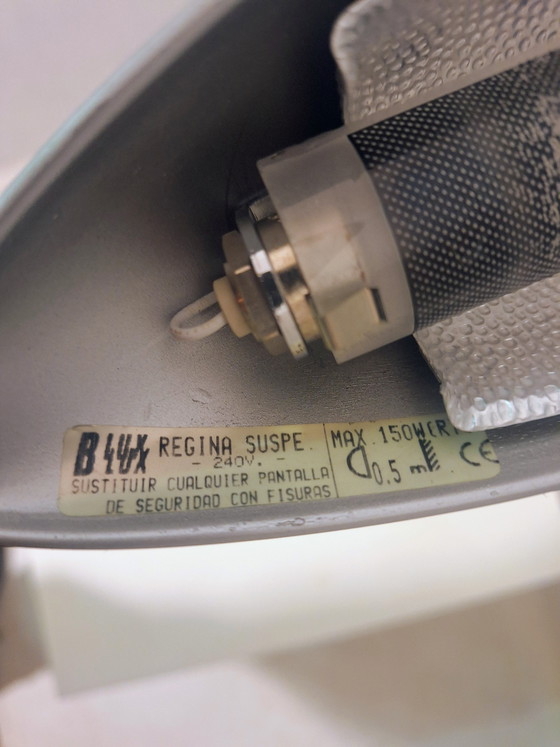 B LUX REGINA SUSPE. MAX.150W(R
- 240V. -
0.5 m
CE
SUSTITUIR CUALQUIER PANTALLA
DE SEGURIDAD CON FISURAS